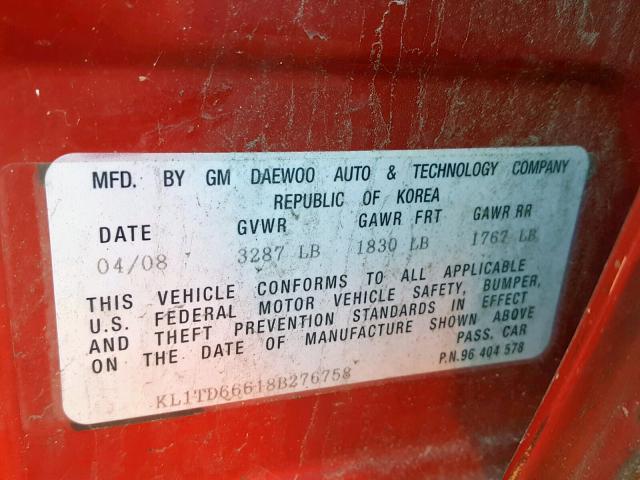 MFD. BY GM DAEWOO AUTO & TECHNOLOGY COMPANY
REPUBLIC OF KOREA
DATE GVWR GAWR FRT GAWR RR
04/08 3287 LB 1830 LB 1767 LB
THIS VEHICLE CONFORMS TO ALL APPLICABLE
U.S. FEDERAL MOTOR VEHICLE SAFETY, BUMPER,
AND THEFT PREVENTION STANDARDS IN EFFECT
ON THE DATE OF MANUFACTURE SHOWN ABOVE
PASS. CAR
P.N.96 404 578
KL1TD66618B276758